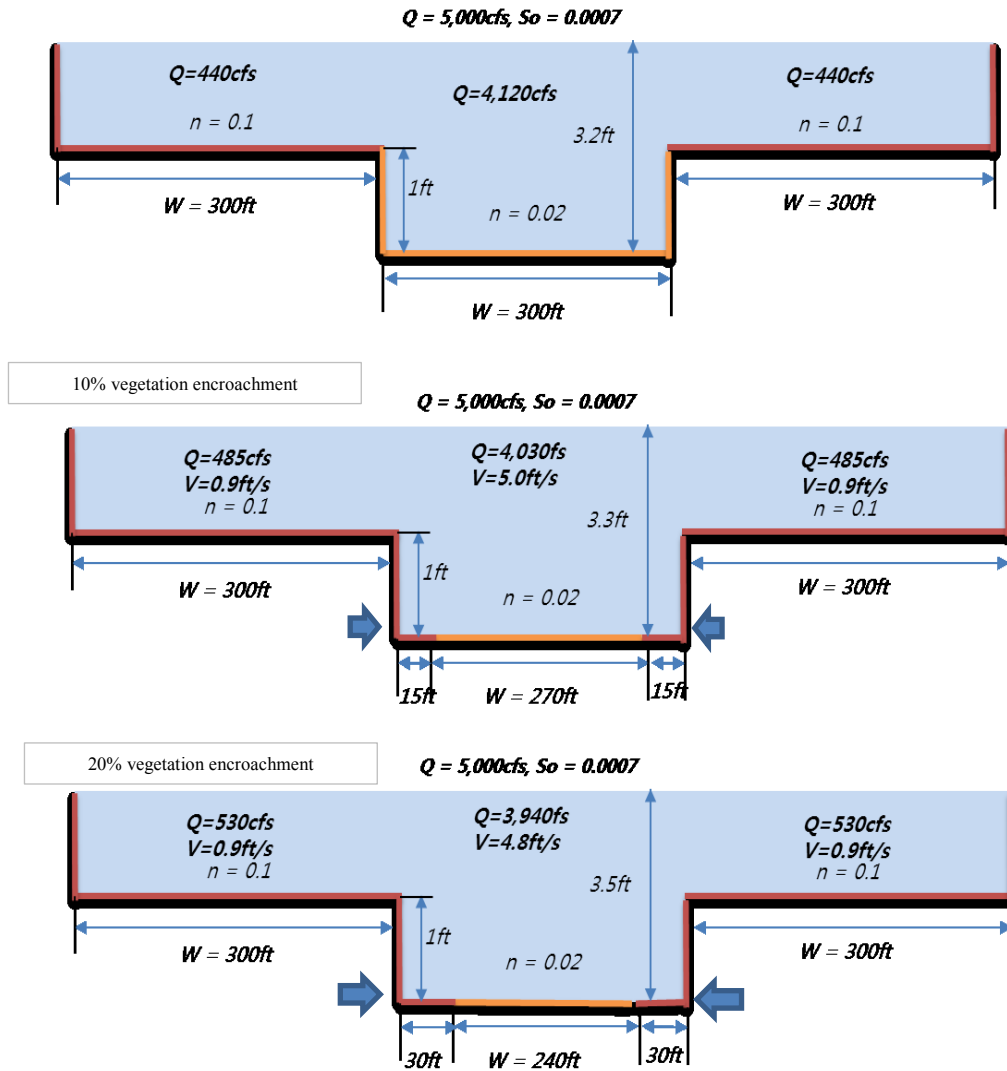 Q = 5,000cfs, So = 0.0007
Q=440cfs
Q=4,120cfs
Q=440cfs
n = 0.1
3.2ft
n = 0.1
1ft
W = 300ft
n = 0.02
W = 300ft
W = 300ft
10% vegetation encroachment
Q = 5,000cfs, So = 0.0007
Q=485cfs
V=0.9ft/s
n = 0.1
Q=4,030fs
V=5.0ft/s
3.3ft
Q=485cfs
V=0.9ft/s
n = 0.1
1ft
W = 300ft
n = 0.02
W = 300ft
15ft
W = 270ft
15ft
20% vegetation encroachment
Q = 5,000cfs, So = 0.0007
Q=530cfs
V=0.9ft/s
n = 0.1
Q=3,940fs
V=4.8ft/s
3.5ft
Q=530cfs
V=0.9ft/s
n = 0.1
1ft
W = 300ft
n = 0.02
W = 300ft
30ft
W = 240ft
30ft